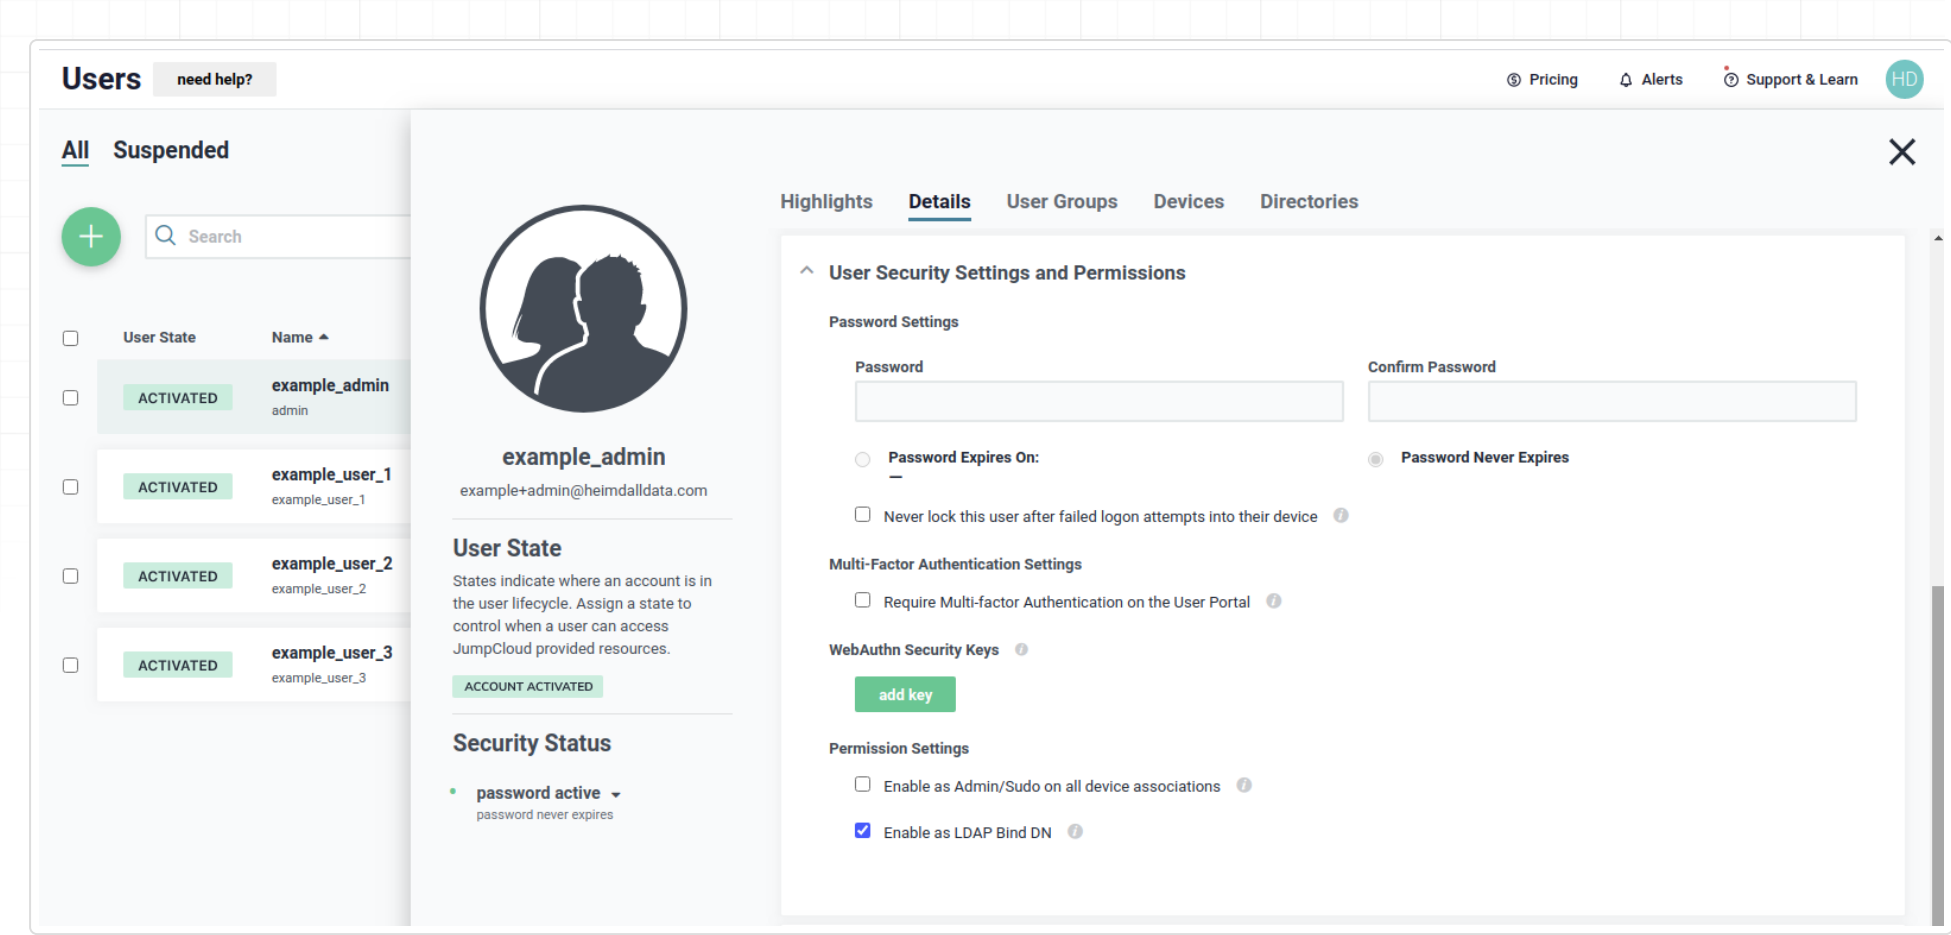 Users
need help?
Pricing
Alerts
Support & Learn
HD
All
Suspended
Search
User State
Name
ACTIVATED
example_admin
admin
ACTIVATED
example_user_1
example_user_1
ACTIVATED
example_user_2
example_user_2
ACTIVATED
example_user_3
example_user_3
example_admin
example+admin@heimdalldata.com
User State
States indicate where an account is in
the user lifecycle. Assign a state to
control when a user can access
JumpCloud provided resources.
ACCOUNT ACTIVATED
Security Status
password active
password never expires
Highlights
Details
User Groups
Devices
Directories
User Security Settings and Permissions
Password Settings
Password
Confirm Password
Password Expires On:
—
Password Never Expires
Never lock this user after failed logon attempts into their device
Multi-Factor Authentication Settings
Require Multi-factor Authentication on the User Portal
WebAuthn Security Keys
add key
Permission Settings
Enable as Admin/Sudo on all device associations
Enable as LDAP Bind DN